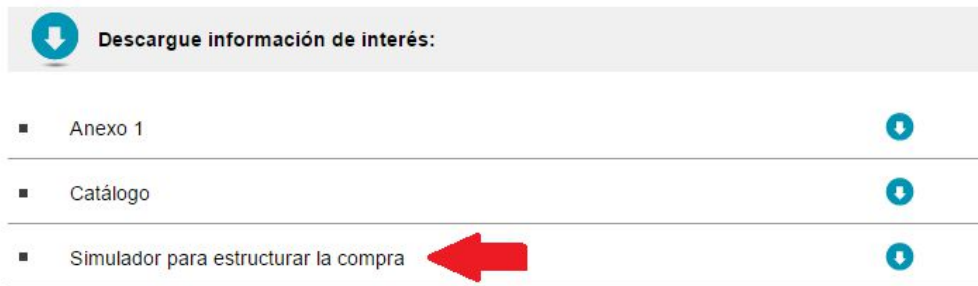 Descargue información de interés:
Anexo 1
Catálogo
Simulador para estructurar la compra